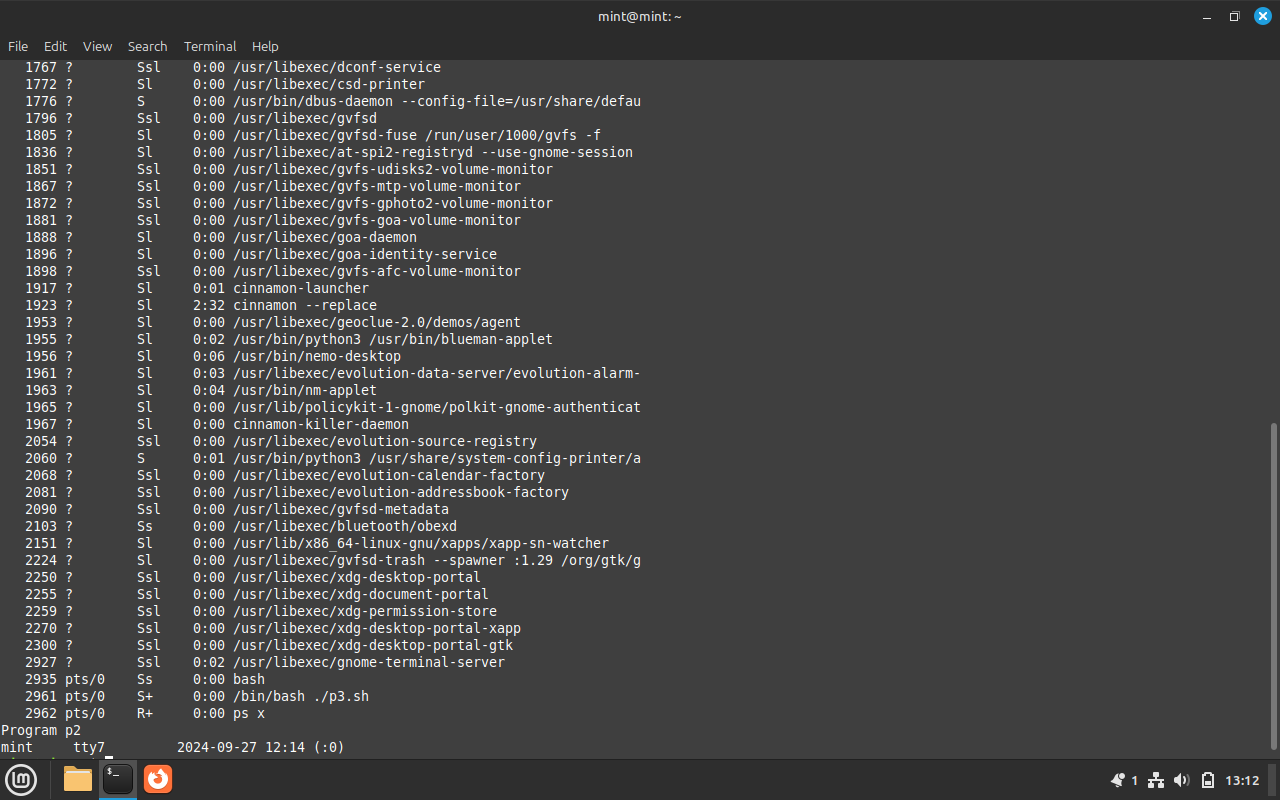 mint@mint: ~
File Edit View Search Terminal Help
1767 ? Ssl 0:00 /usr/libexec/dconf-service
1772 ? Sl 0:00 /usr/libexec/csd-printer
1776 ? S 0:00 /usr/bin/dbus-daemon --config-file=/usr/share/defau
1796 ? Ssl 0:00 /usr/libexec/gvfsd
1805 ? Sl 0:00 /usr/libexec/gvfsd-fuse /run/user/1000/gvfs -f
1836 ? Sl 0:00 /usr/libexec/at-spi2-registryd --use-gnome-session
1851 ? Ssl 0:00 /usr/libexec/gvfs-udisks2-volume-monitor
1867 ? Ssl 0:00 /usr/libexec/gvfs-mtp-volume-monitor
1872 ? Ssl 0:00 /usr/libexec/gvfs-gphoto2-volume-monitor
1881 ? Ssl 0:00 /usr/libexec/gvfs-goa-volume-monitor
1888 ? Sl 0:00 /usr/libexec/goa-daemon
1896 ? Sl 0:00 /usr/libexec/goa-identity-service
1898 ? Ssl 0:00 /usr/libexec/gvfs-afc-volume-monitor
1917 ? Sl 0:01 cinnamon-launcher
1923 ? Sl 2:32 cinnamon --replace
1953 ? Sl 0:00 /usr/libexec/geoclue-2.0/demos/agent
1955 ? Sl 0:02 /usr/bin/python3 /usr/bin/blueman-applet
1956 ? Sl 0:06 /usr/bin/nemo-desktop
1961 ? Sl 0:03 /usr/libexec/evolution-data-server/evolution-alarm-
1963 ? Sl 0:04 /usr/bin/nm-applet
1965 ? Sl 0:00 /usr/lib/policykit-1-gnome/polkit-gnome-authenticat
1967 ? Sl 0:00 cinnamon-killer-daemon
2054 ? Ssl 0:00 /usr/libexec/evolution-source-registry
2060 ? S 0:01 /usr/bin/python3 /usr/share/system-config-printer/a
2068 ? Ssl 0:00 /usr/libexec/evolution-calendar-factory
2081 ? Ssl 0:00 /usr/libexec/evolution-addressbook-factory
2090 ? Ssl 0:00 /usr/libexec/gvfsd-metadata
2103 ? Ss 0:00 /usr/libexec/bluetooth/obexd
2151 ? Sl 0:00 /usr/lib/x86_64-linux-gnu/xapps/xapp-sn-watcher
2224 ? Sl 0:00 /usr/libexec/gvfsd-trash --spawner :1.29 /org/gtk/g
2250 ? Ssl 0:00 /usr/libexec/xdg-desktop-portal
2255 ? Ssl 0:00 /usr/libexec/xdg-document-portal
2259 ? Ssl 0:00 /usr/libexec/xdg-permission-store
2270 ? Ssl 0:00 /usr/libexec/xdg-desktop-portal-xapp
2300 ? Ssl 0:00 /usr/libexec/xdg-desktop-portal-gtk
2927 ? Ssl 0:02 /usr/libexec/gnome-terminal-server
2935 pts/0 Ss 0:00 bash
2961 pts/0 S+ 0:00 /bin/bash ./p3.sh
2962 pts/0 R+ 0:00 ps x
Program p2
mint tty7 2024-09-27 12:14 (:0)
1 13:12